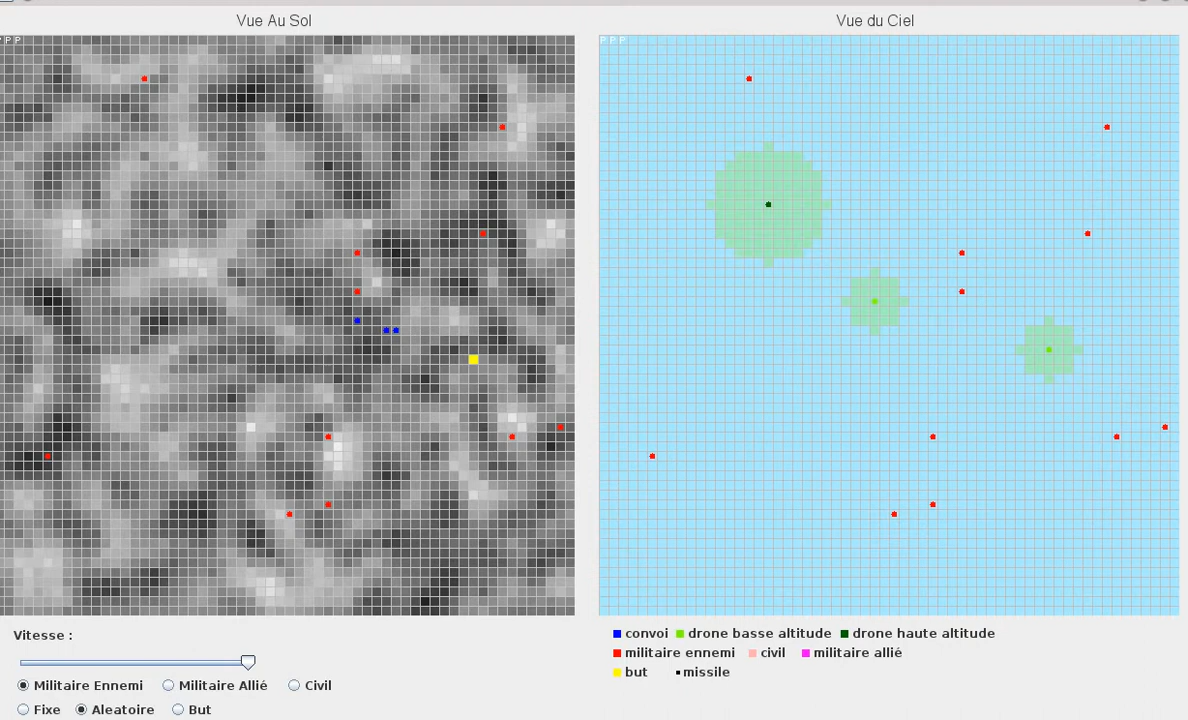 Vue Au Sol
Vue du Ciel
P P P
P P P
Vitesse :
Militaire Ennemi Militaire Allié Civil
Fixe Aleatoire But
convoi drone basse altitude drone haute altitude
militaire ennemi civil militaire allié
but missile